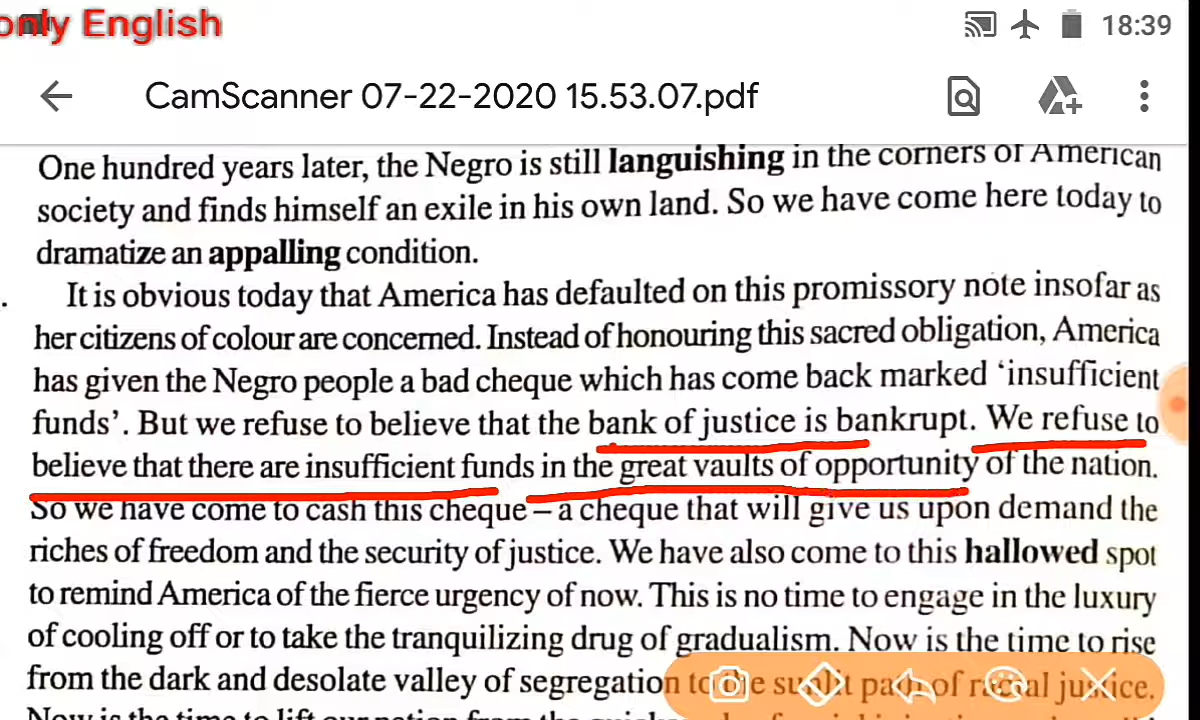 only English
18:39
CamScanner 07-22-2020 15.53.07.pdf
One hundred years later, the Negro is still languishing in the corners of American
society and finds himself an exile in his own land. So we have come here today to
dramatize an appalling condition.
. It is obvious today that America has defaulted on this promissory note insofar as
her citizens of colour are concerned. Instead of honouring this sacred obligation, America
has given the Negro people a bad cheque which has come back marked ‘insufficient
funds’. But we refuse to believe that the bank of justice is bankrupt. We refuse to
believe that there are insufficient funds in the great vaults of opportunity of the nation.
So we have come to cash this cheque – a cheque that will give us upon demand the
riches of freedom and the security of justice. We have also come to this hallowed spot
to remind America of the fierce urgency of now. This is no time to engage in the luxury
of cooling off or to take the tranquilizing drug of gradualism. Now is the time to rise
from the dark and desolate valley of segregation to the sunlit path of racial justice.
Now is the time to lift our nation from the